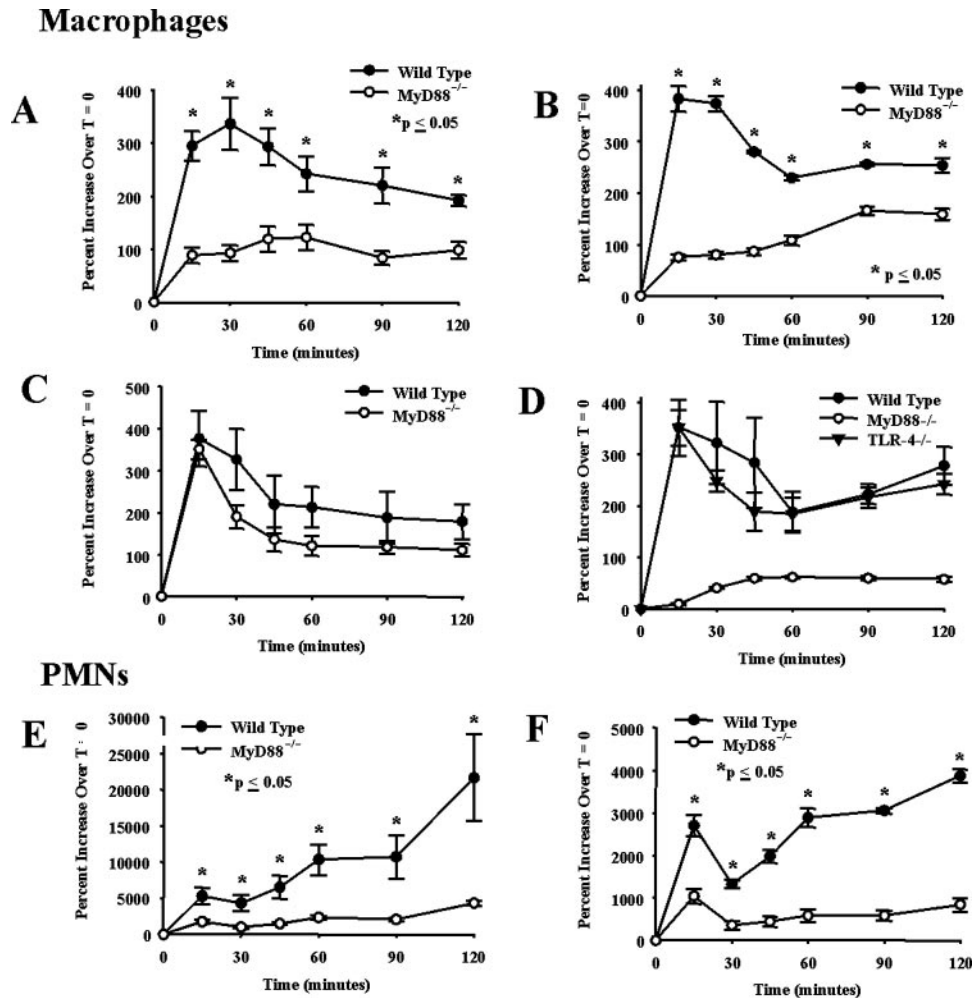 Macrophages
A
Percent Increase Over T = 0
400
300
200
100
0
* * * * * * *
Wild Type
MyD88−/−
*p ≤ 0.05
0 30 60 90 120
Time (minutes)
B
Percent Increase Over T = 0
400
300
200
100
0
* * * * * *
Wild Type
MyD88−/−
* p ≤ 0.05
0 30 60 90 120
Time (minutes)
C
Percent Increase Over T = 0
500
400
300
200
100
0
Wild Type
MyD88−/−
0 30 60 90 120
Time (minutes)
D
Percent Increase Over T = 0
400
300
200
100
0
Wild Type
MyD88-/-
TLR-4-/-
0 30 60 90 120
Time (minutes)
PMNs
E
Percent Increase Over T = 0
30000
25000
20000
15000
10000
5000
0
Wild Type
MyD88−/−
*p ≤ 0.05
* * * * * *
0 30 60 90 120
Time (minutes)
F
Percent Increase Over T = 0
5000
4000
3000
2000
1000
0
Wild Type
MyD88−/−
*p ≤ 0.05
* * * * * *
0 30 60 90 120
Time (minutes)